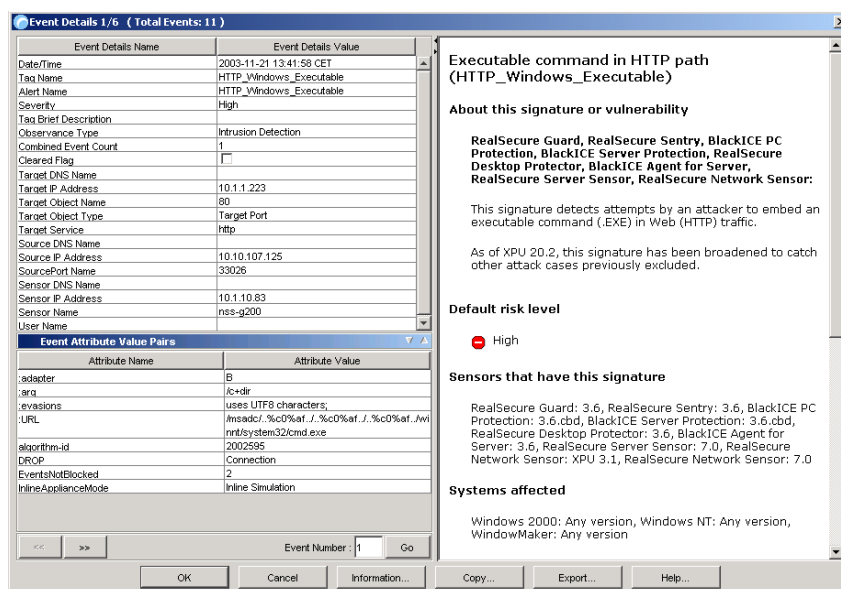 Event Details 1/6 ( Total Events: 11 )
Event Details Name Event Details Value
Date/Time 2003-11-21 13:41:58 CET
Tag Name HTTP_Windows_Executable
Alert Name HTTP_Windows_Executable
Severity High
Tag Brief Description
Observance Type Intrusion Detection
Combined Event Count 1
Cleared Flag
Target DNS Name
Target IP Address 10.1.1.223
Target Object Name 80
Target Object Type Target Port
Target Service http
Source DNS Name
Source IP Address 10.10.107.125
SourcePort Name 33026
Sensor DNS Name
Sensor IP Address 10.1.10.83
Sensor Name nss-g200
User Name
Event Attribute Value Pairs
Attribute Name Attribute Value
:adapter B
:arg /c+dir
:evasions uses UTF8 characters;
:URL /msadc/..%c0%af../..%c0%af../..%c0%af../wi
nnt/system32/cmd.exe
algorithm-id 2002595
DROP Connection
EventsNotBlocked 2
InlineApplianceMode Inline Simulation
<< >> Event Number : 1 Go
Executable command in HTTP path
(HTTP_Windows_Executable)
About this signature or vulnerability
RealSecure Guard, RealSecure Sentry, BlackICE PC
Protection, BlackICE Server Protection, RealSecure
Desktop Protector, BlackICE Agent for Server,
RealSecure Server Sensor, RealSecure Network Sensor:
This signature detects attempts by an attacker to embed an
executable command (.EXE) in Web (HTTP) traffic.
As of XPU 20.2, this signature has been broadened to catch
other attack cases previously excluded.
Default risk level
High
Sensors that have this signature
RealSecure Guard: 3.6, RealSecure Sentry: 3.6, BlackICE PC
Protection: 3.6.cbd, BlackICE Server Protection: 3.6.cbd,
RealSecure Desktop Protector: 3.6, BlackICE Agent for
Server: 3.6, RealSecure Server Sensor: 7.0, RealSecure
Network Sensor: XPU 3.1, RealSecure Network Sensor: 7.0
Systems affected
Windows 2000: Any version, Windows NT: Any version,
WindowMaker: Any version
OK Cancel Information... Copy... Export... Help...